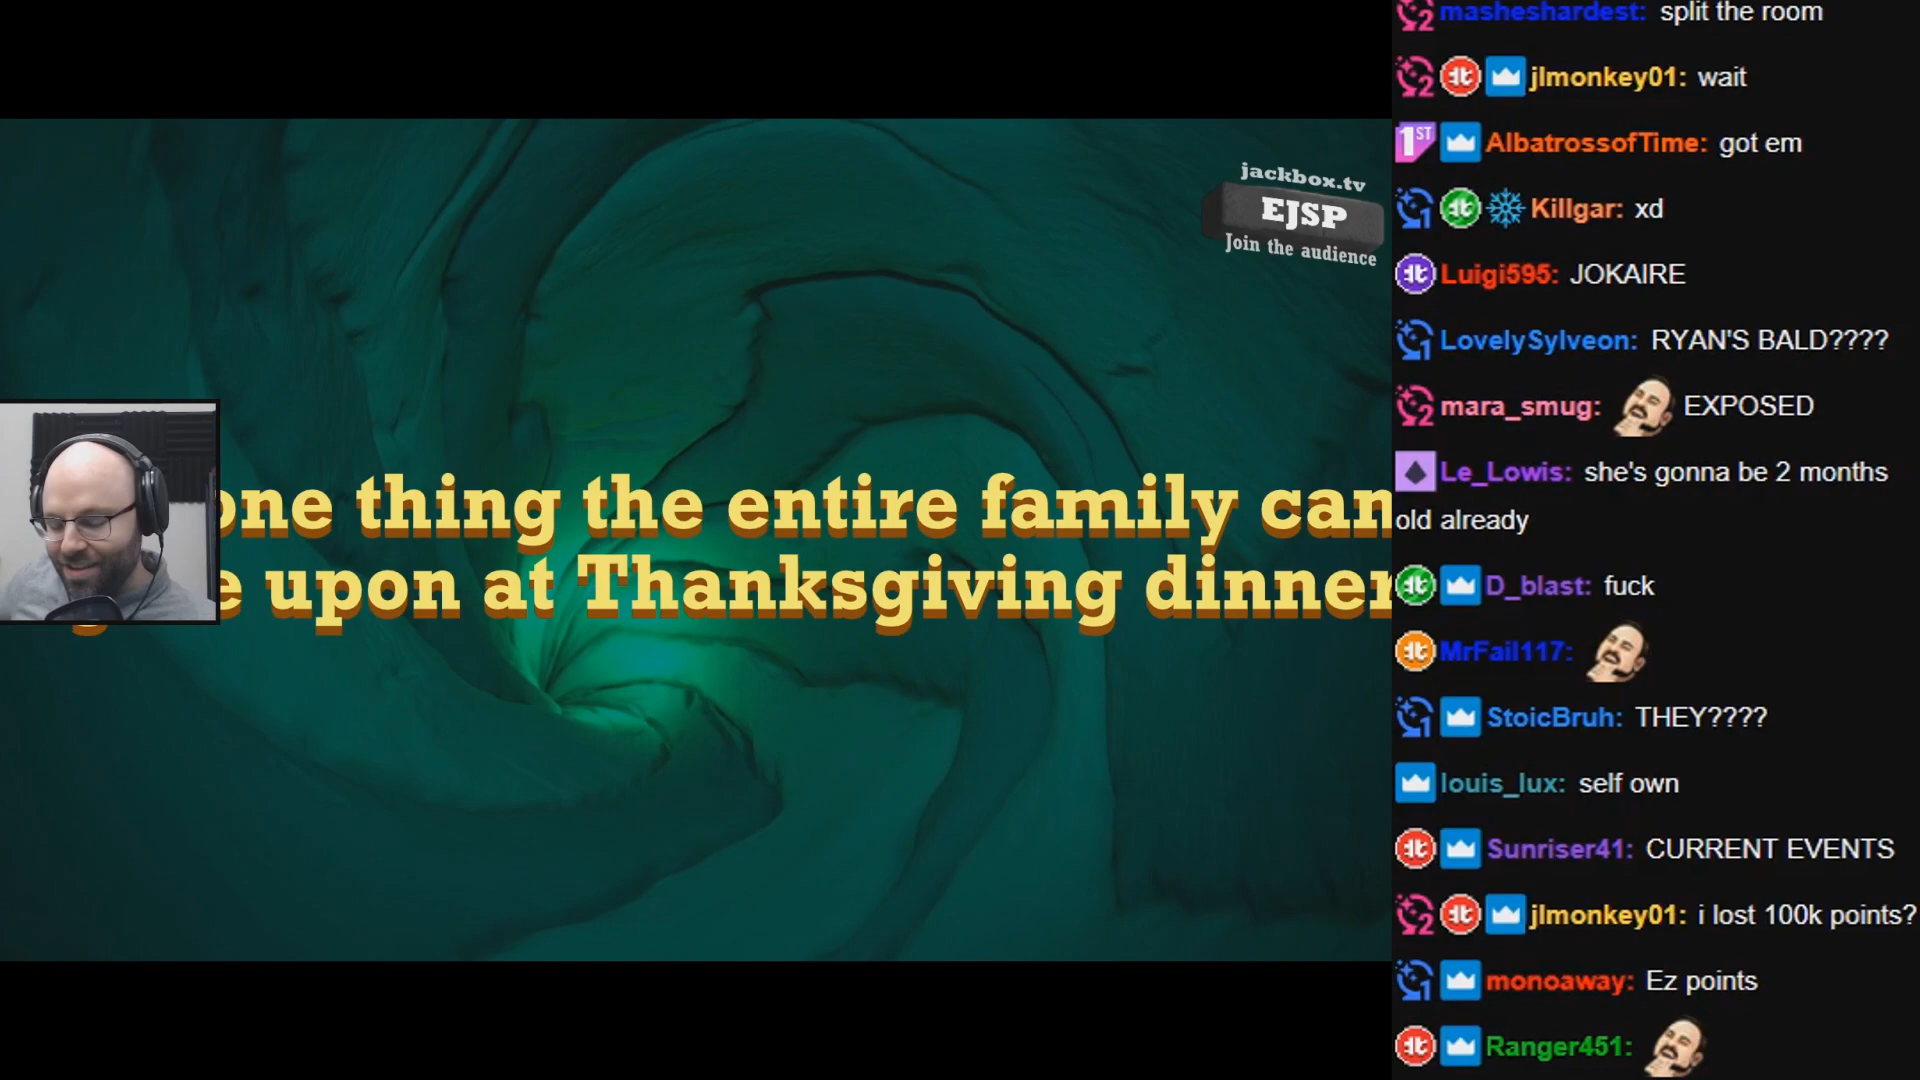 jackbox.tv
EJSP
Join the audience
one thing the entire family can
e upon at Thanksgiving dinner
masheshardest: split the room
jlmonkey01: wait
1ST AlbatrossofTime: got em
Killgar: xd
Luigi595: JOKAIRE
LovelySylveon: RYAN'S BALD????
mara_smug: EXPOSED
Le_Lowis: she's gonna be 2 months
old already
D_blast: fuck
MrFail117:
StoicBruh: THEY????
louis_lux: self own
Sunriser41: CURRENT EVENTS
jlmonkey01: i lost 100k points?
monoaway: Ez points
Ranger451: